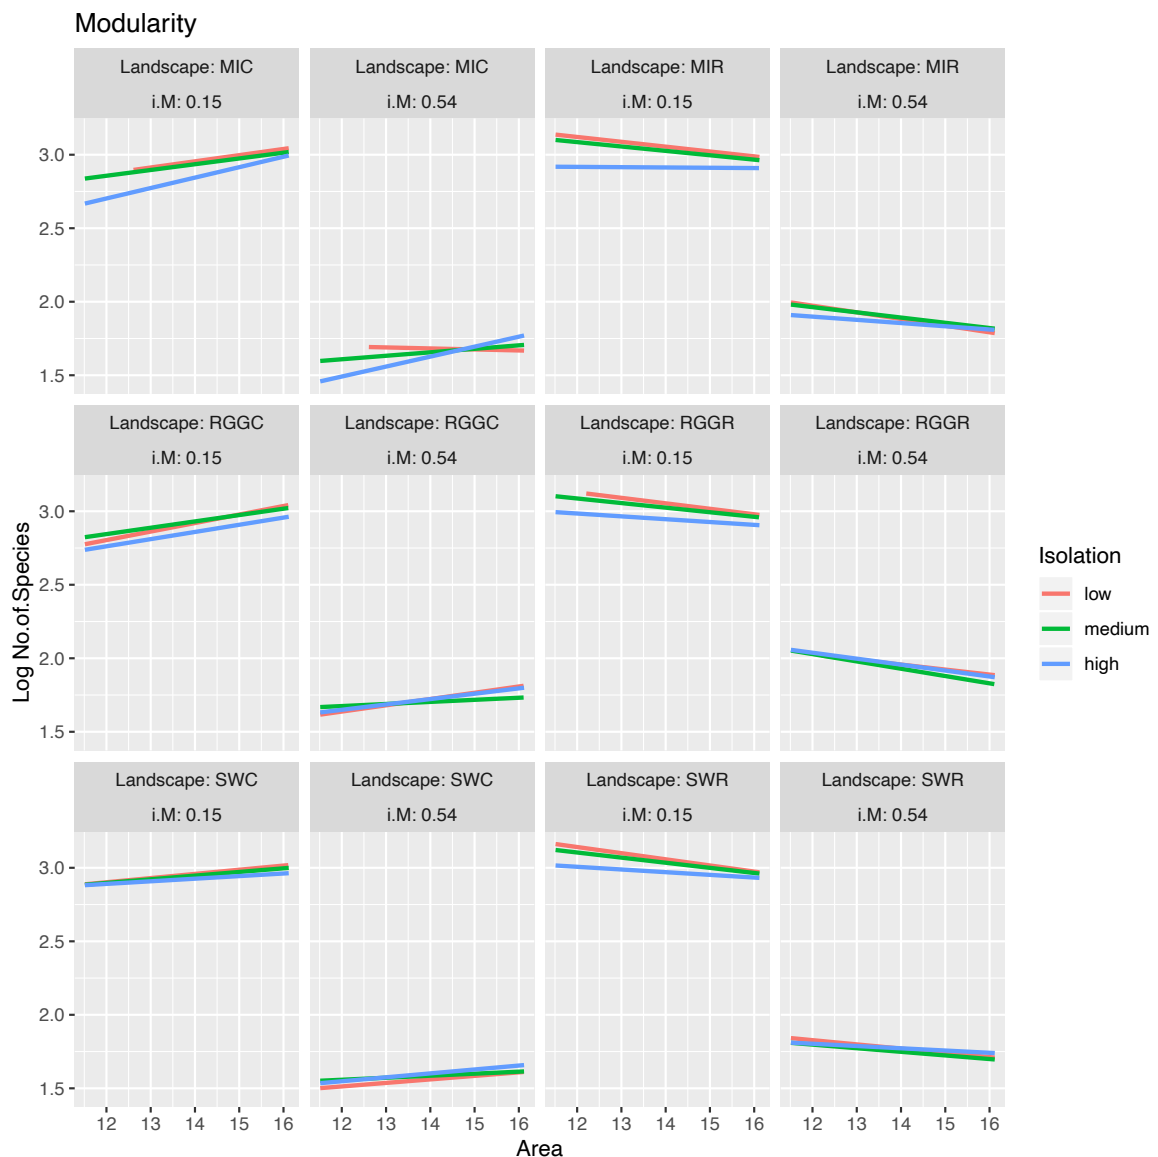 Modularity
Landscape: MIC
i.M: 0.15
Landscape: MIC
i.M: 0.54
Landscape: MIR
i.M: 0.15
Landscape: MIR
i.M: 0.54
3.0
2.5
2.0
1.5
Landscape: RGGC
i.M: 0.15
Landscape: RGGC
i.M: 0.54
Landscape: RGGR
i.M: 0.15
Landscape: RGGR
i.M: 0.54
3.0
2.5
2.0
1.5
Landscape: SWC
i.M: 0.15
Landscape: SWC
i.M: 0.54
Landscape: SWR
i.M: 0.15
Landscape: SWR
i.M: 0.54
3.0
2.5
2.0
1.5
12 13 14 15 16
12 13 14 15 16
12 13 14 15 16
12 13 14 15 16
Area
Log No.of.Species
Isolation
low
medium
high